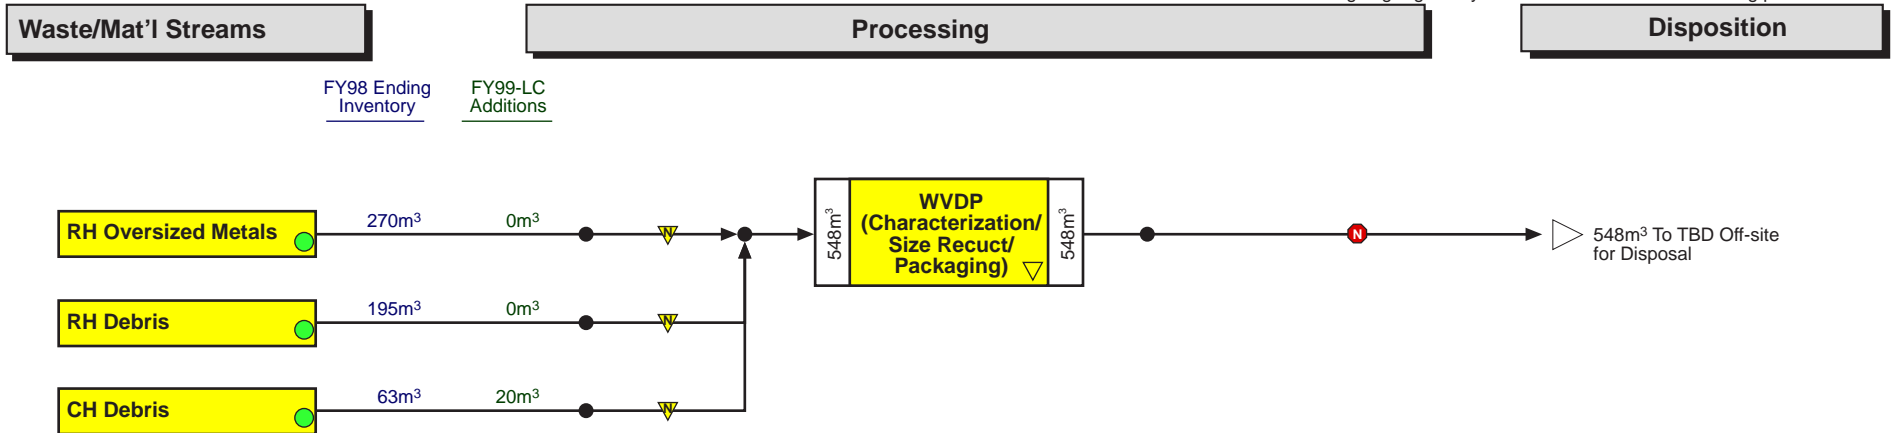 Waste/Mat'l Streams
Processing
Disposition
FY98 Ending
Inventory
FY99-LC
Additions
RH Oversized Metals
270m³
0m³
N
548m³
WVDP
(Characterization/
Size Recuct/
Packaging)
548m³
N
548m³ To TBD Off-site
for Disposal
RH Debris
195m³
0m³
N
CH Debris
63m³
20m³
N